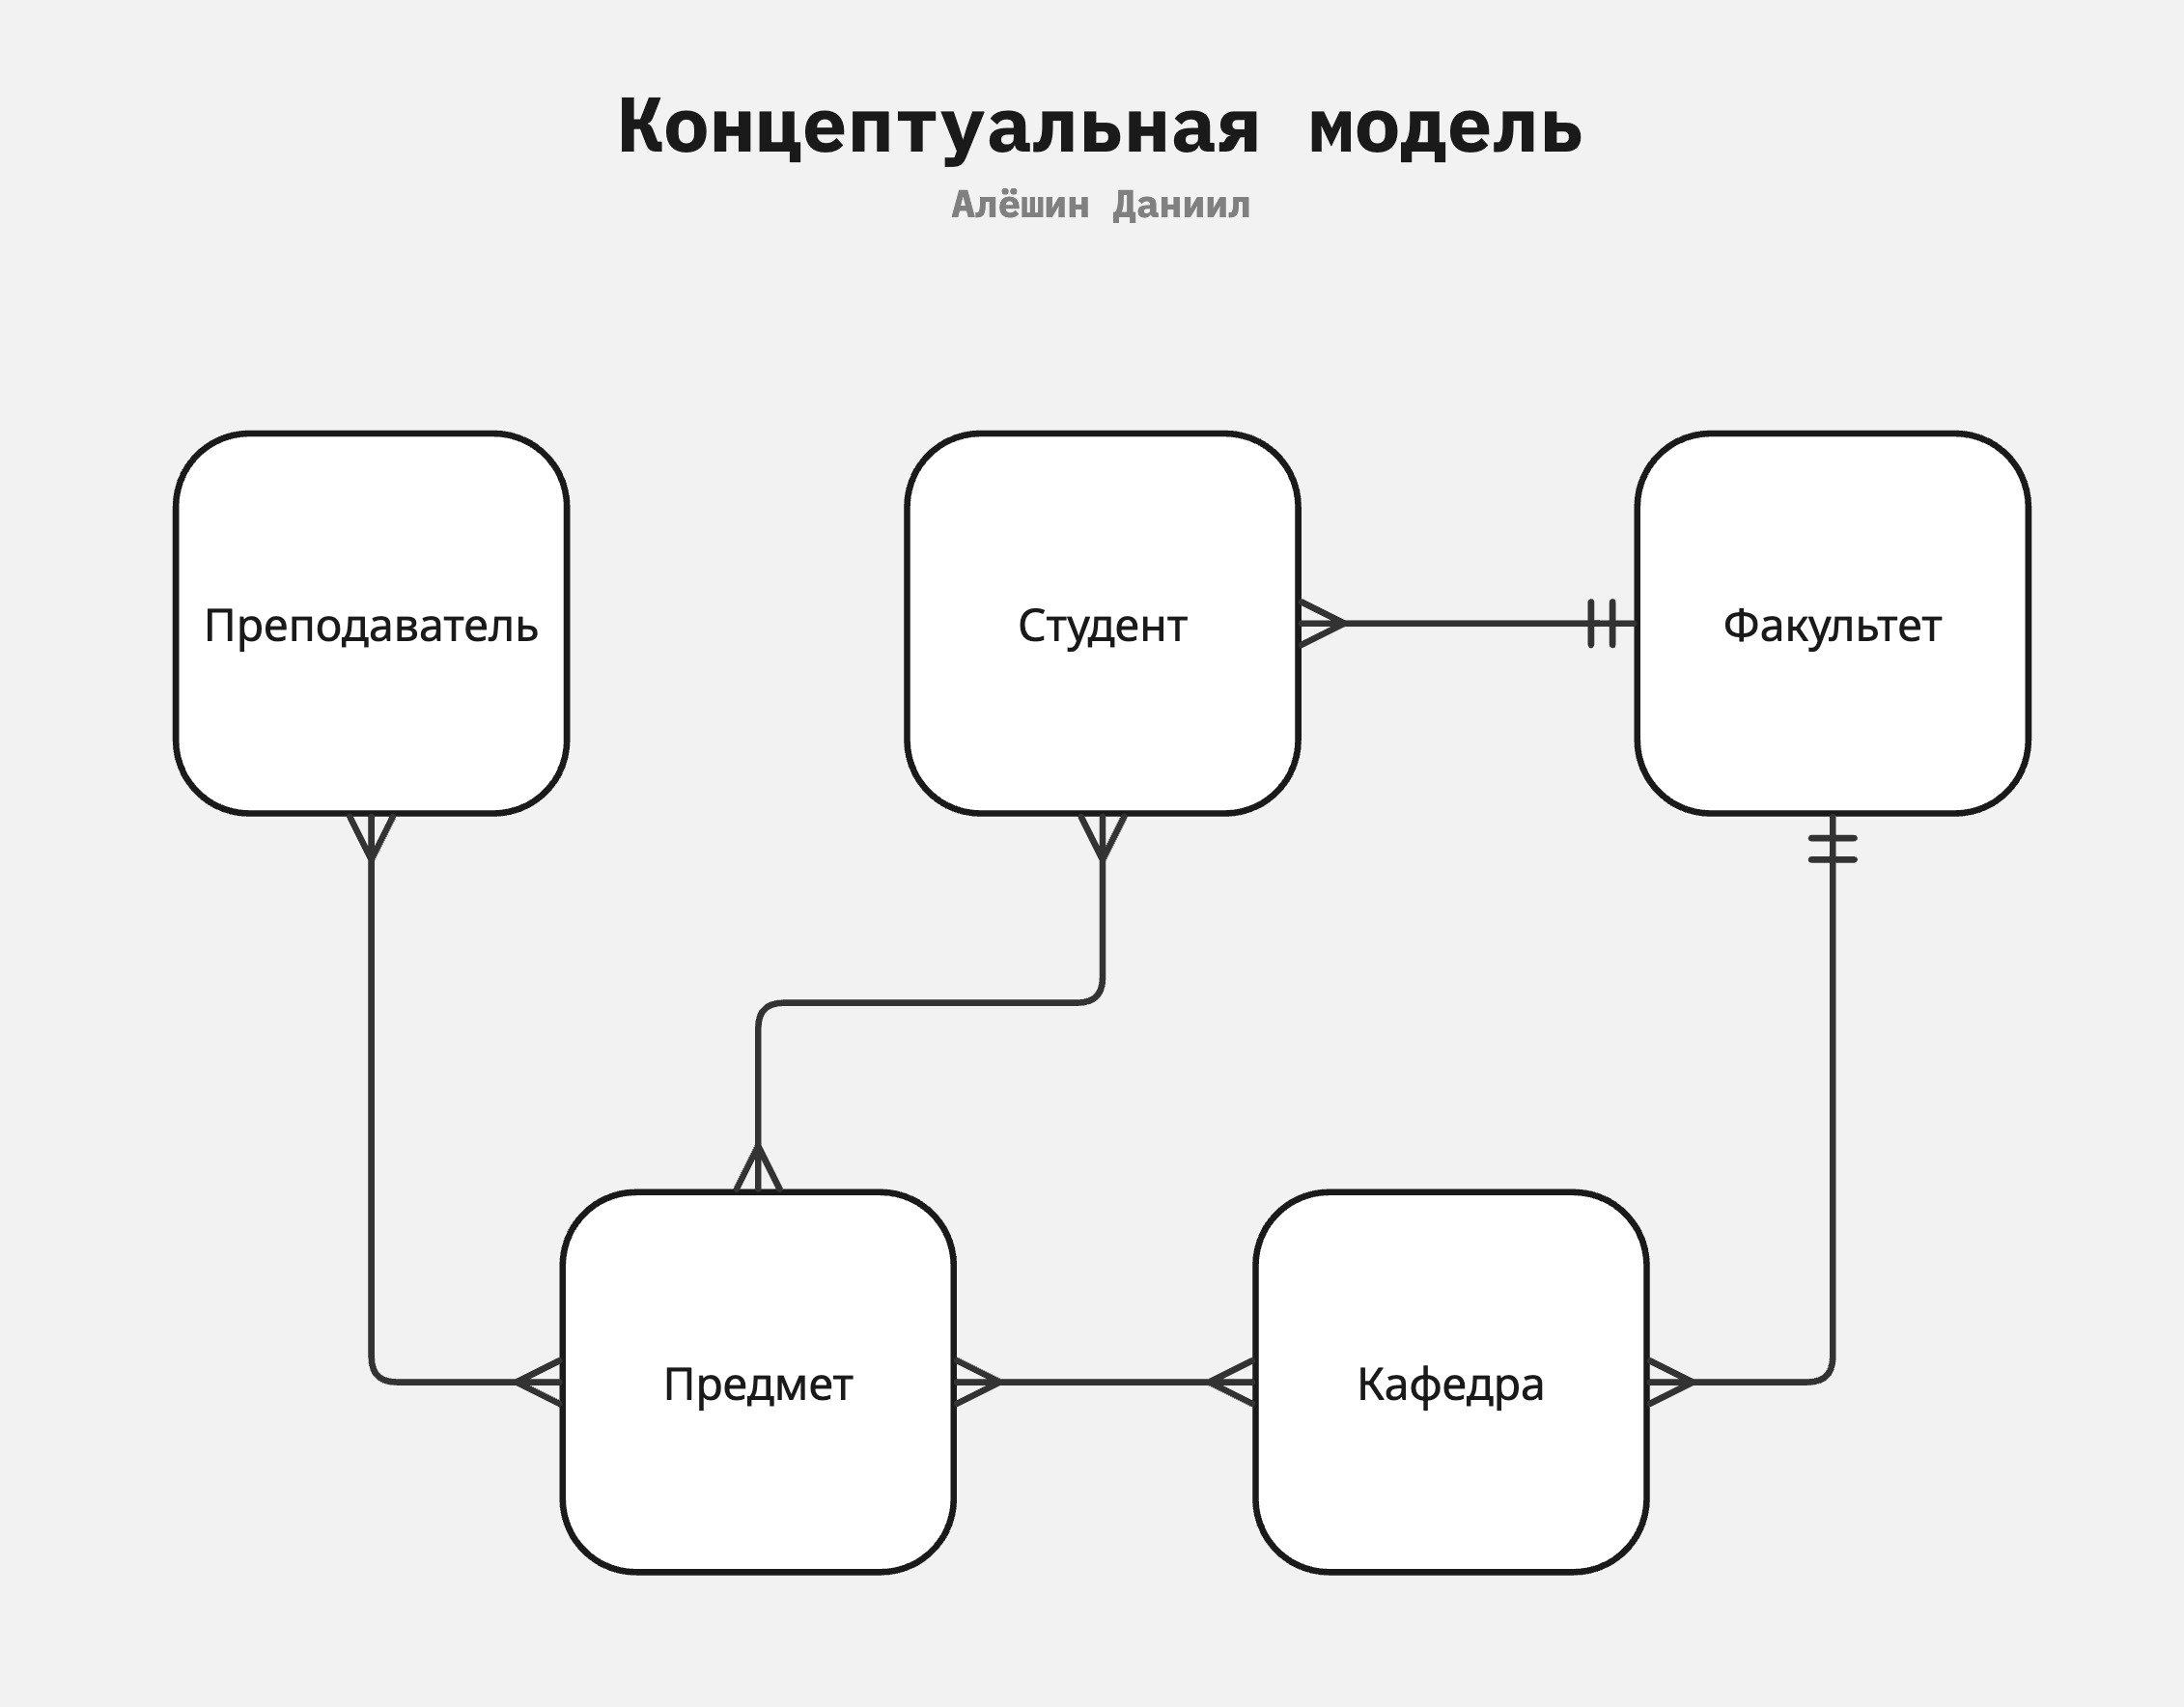 Концептуальная модель
Алёшин Даниил
Преподаватель
Студент
Факультет
Предмет
Кафедра